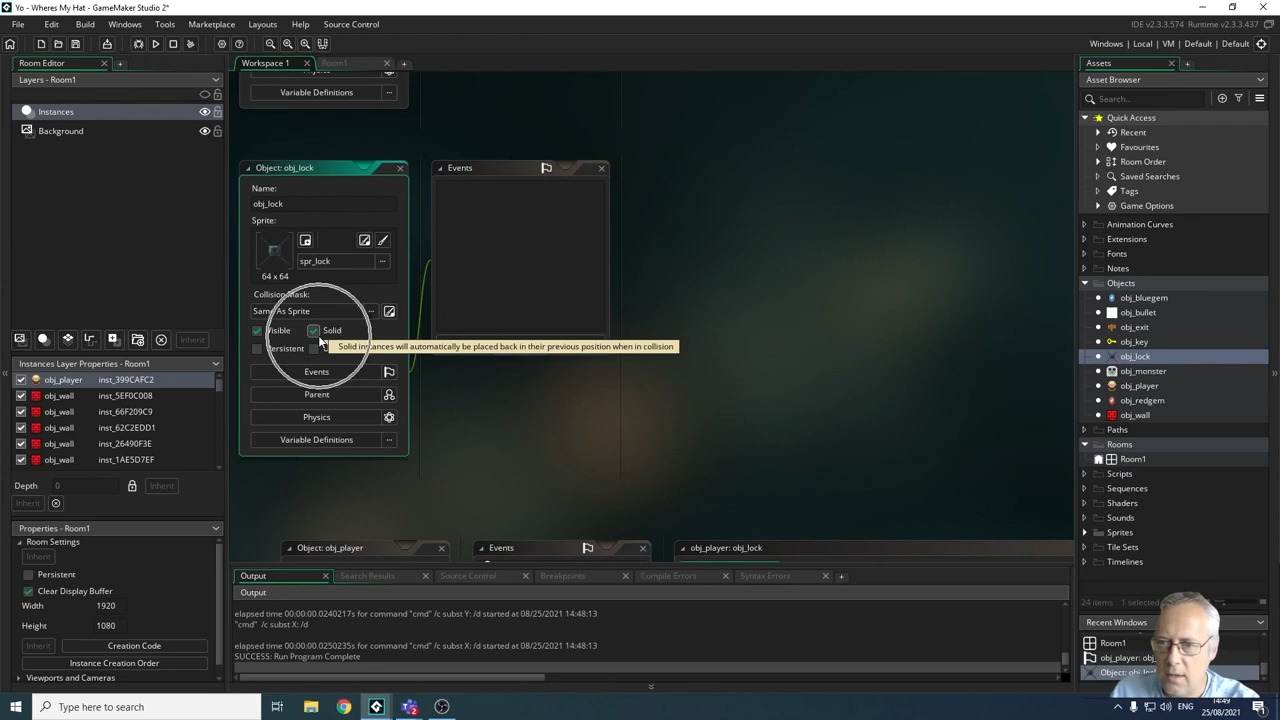 Yo - Wheres My Hat - GameMaker Studio 2*
File Edit Build Windows Tools Marketplace Layouts Help Source Control
IDE v2.3.3.574 Runtime v2.3.3.437
Windows | Local | VM | Default | Default
Room Editor
Layers - Room1
Instances
Background
Inherit
Instances Layer Properties - Room1
obj_player inst_399CAFC2
obj_wall inst_5EF0C008
obj_wall inst_66F209C9
obj_wall inst_62C2EDD1
obj_wall inst_26490F3E
obj_wall inst_1AE5D7EF
Depth 0 Inherit
Inherit
Properties - Room1
Room Settings
Inherit
Persistent
Clear Display Buffer
Width 1920
Height 1080
Inherit Creation Code
Instance Creation Order
Viewports and Cameras
Workspace 1 Room1
Physics
Variable Definitions
Object: obj_lock
Name:
obj_lock
Sprite:
spr_lock
64 x 64
Collision Mask:
Same As Sprite
Visible Solid
Solid instances will automatically be placed back in their previous position when in collision
Persistent
Events
Parent
Physics
Variable Definitions
Events
Object: obj_player
Events
obj_player: obj_lock
Output Search Results Source Control Breakpoints Compile Errors Syntax Errors
Output
elapsed time 00:00:00.0240217s for command "cmd" /c subst Y: /d started at 08/25/2021 14:48:13
"cmd" /c subst X: /d
elapsed time 00:00:00.0250235s for command "cmd" /c subst X: /d started at 08/25/2021 14:48:13
SUCCESS: Run Program Complete
Assets
Asset Browser
Search...
Quick Access
Recent
Favourites
Room Order
Saved Searches
Tags
Game Options
Animation Curves
Extensions
Fonts
Notes
Objects
obj_bluegem
obj_bullet
obj_exit
obj_key
obj_lock
obj_monster
obj_player
obj_redgem
obj_wall
Paths
Rooms
Room1
Scripts
Sequences
Shaders
Sounds
Sprites
Tile Sets
Timelines
24 items 1 selected
Recent Windows
Room1
obj_player:
Object:
Type here to search
ENG
14:49
25/08/2021